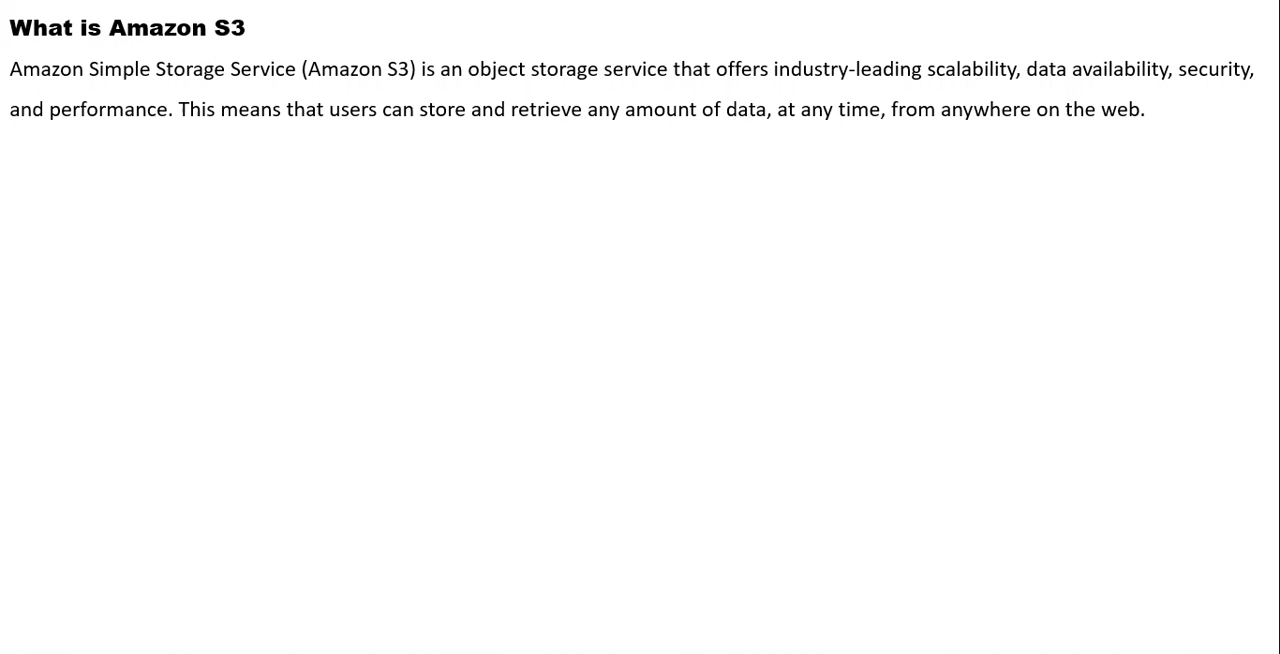 What is Amazon S3
Amazon Simple Storage Service (Amazon S3) is an object storage service that offers industry-leading scalability, data availability, security,
and performance. This means that users can store and retrieve any amount of data, at any time, from anywhere on the web.